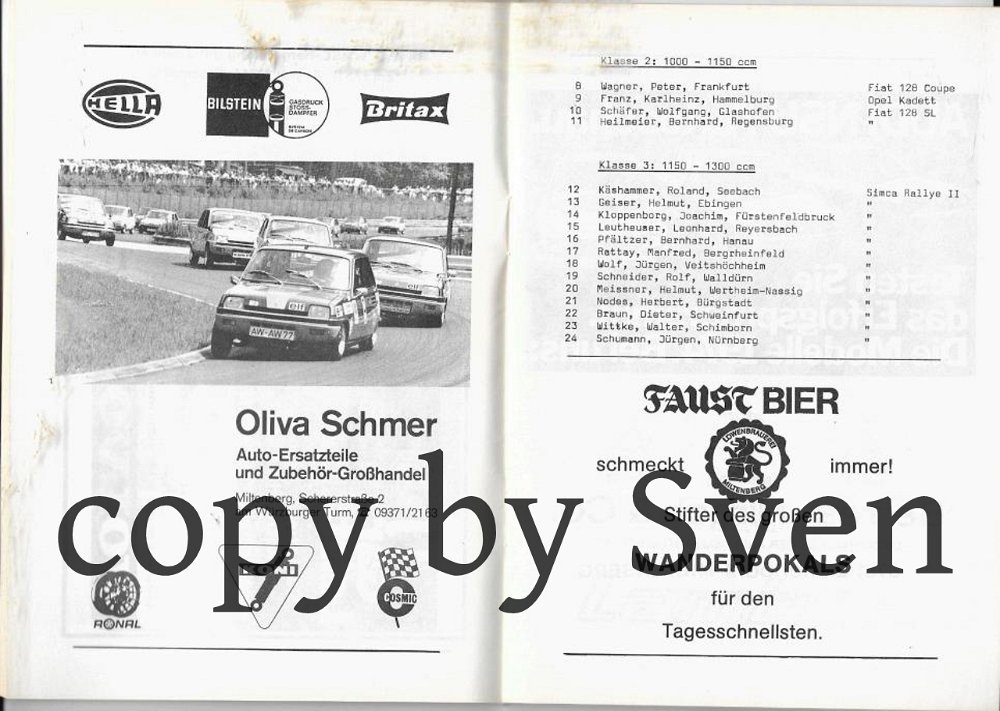 HELLA
BILSTEIN
GASDRUCK
STOSS-
DÄMPFER
Britax
elf
elf
AW-AW 77
Oliva Schmer
Auto-Ersatzteile
und Zubehör-Großhandel
Miltenberg, Schererstraße 2
am Würzburger Turm, ☎ 09371/21 63
RONAL
KONI
COSMIC
Klasse 2: 1000 - 1150 ccm
8 Wagner, Peter, Frankfurt Fiat 128 Coupe
9 Franz, Karlheinz, Hammelburg Opel Kadett
10 Schäfer, Wolfgang, Glashofen Fiat 128 SL
11 Heilmeier, Bernhard, Regensburg "
Klasse 3: 1150 - 1300 ccm
12 Käshammer, Roland, Seebach Simca Rallye II
13 Geiser, Helmut, Ebingen "
14 Kloppenborg, Joachim, Fürstenfeldbruck "
15 Leutheuser, Leonhard, Reyersbach "
16 Pfältzer, Bernhard, Hanau "
17 Rattay, Manfred, Bergrheinfeld "
18 Wolf, Jürgen, Veitshöchheim "
19 Schneider, Rolf, Walldürn "
20 Meissner, Helmut, Wertheim-Nassig "
21 Nodes, Herbert, Bürgstadt "
22 Braun, Dieter, Schweinfurt "
23 Wittke, Walter, Schimborn "
24 Schumann, Jürgen, Nürnberg "
FAUST BIER
LÖWENBRAUEREI
MILTENBERG
schmeckt immer!
Stifter des großen
WANDERPOKALS
für den
Tagesschnellsten.
copy by Sven